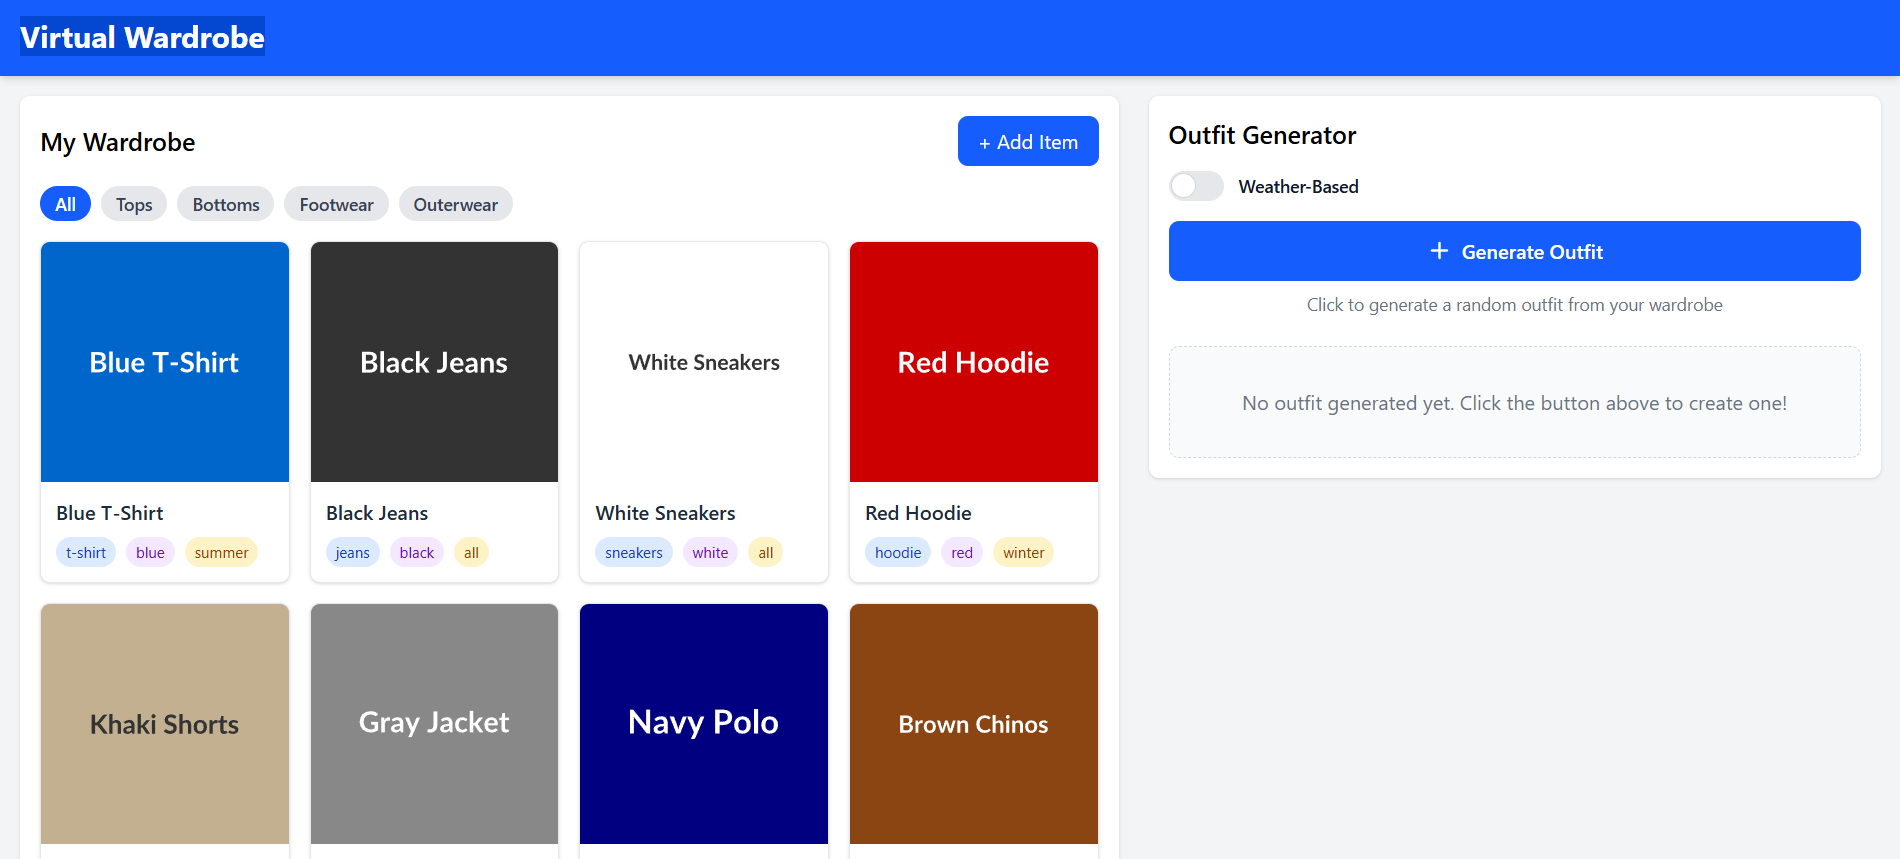 Virtual Wardrobe
My Wardrobe
+ Add Item
All Tops Bottoms Footwear Outerwear
Blue T-Shirt
Black Jeans
White Sneakers
Red Hoodie
Blue T-Shirt
t-shirt blue summer
Black Jeans
jeans black all
White Sneakers
sneakers white all
Red Hoodie
hoodie red winter
Khaki Shorts
Gray Jacket
Navy Polo
Brown Chinos
Outfit Generator
Weather-Based
+ Generate Outfit
Click to generate a random outfit from your wardrobe
No outfit generated yet. Click the button above to create one!